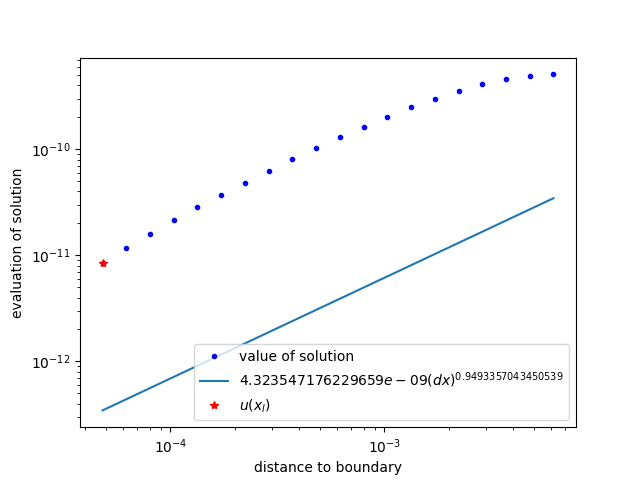 evaluation of solution
10^{-10}
10^{-11}
10^{-12}
value of solution
4.323547176229659e − 09(dx)^{0.9493357043450539}
u(x_l)
10^{-4}
10^{-3}
distance to boundary